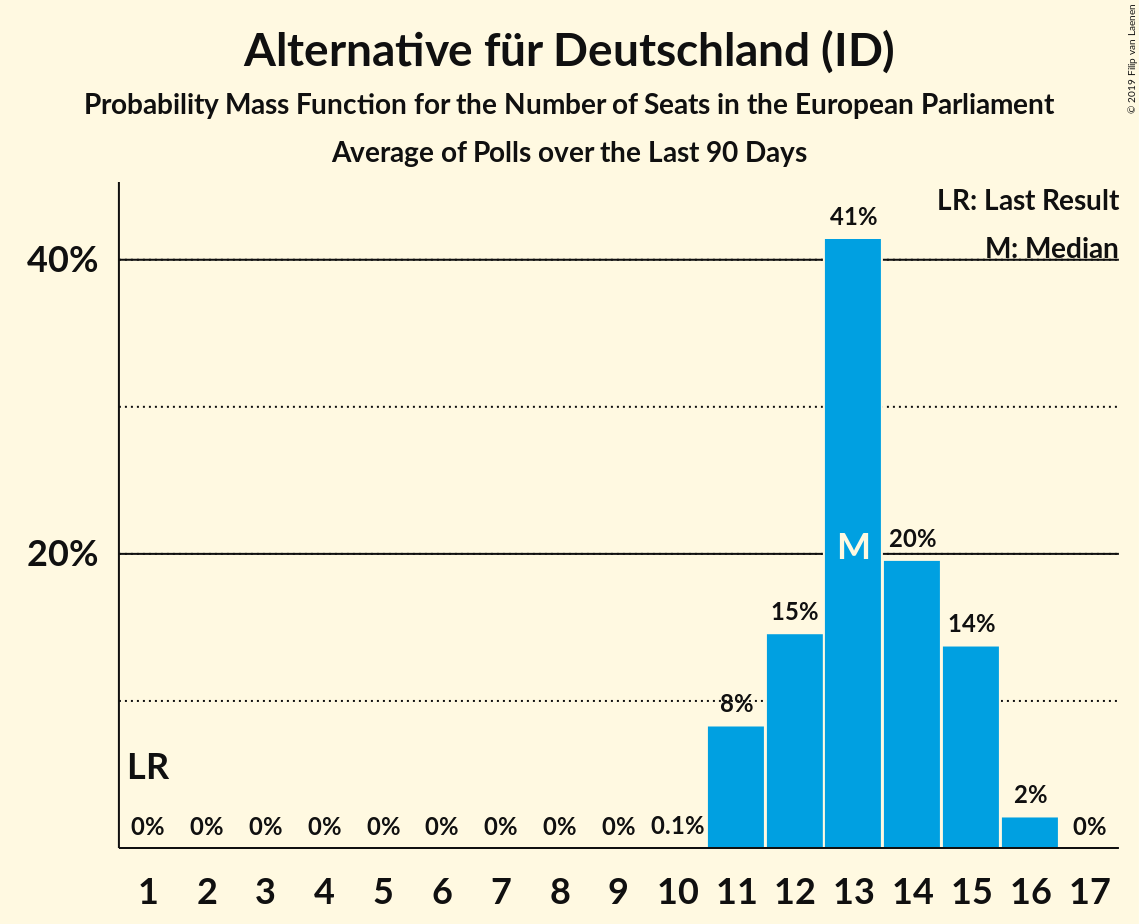 Alternative für Deutschland (ID)
Probability Mass Function for the Number of Seats in the European Parliament
Average of Polls over the Last 90 Days
© 2019 Filip van Laenen
LR: Last Result
M: Median
41%
40%
M
20%
20%
15%
14%
8%
LR
2%
0% 0% 0% 0% 0% 0% 0% 0% 0% 0.1% 0%
1 2 3 4 5 6 7 8 9 10 11 12 13 14 15 16 17